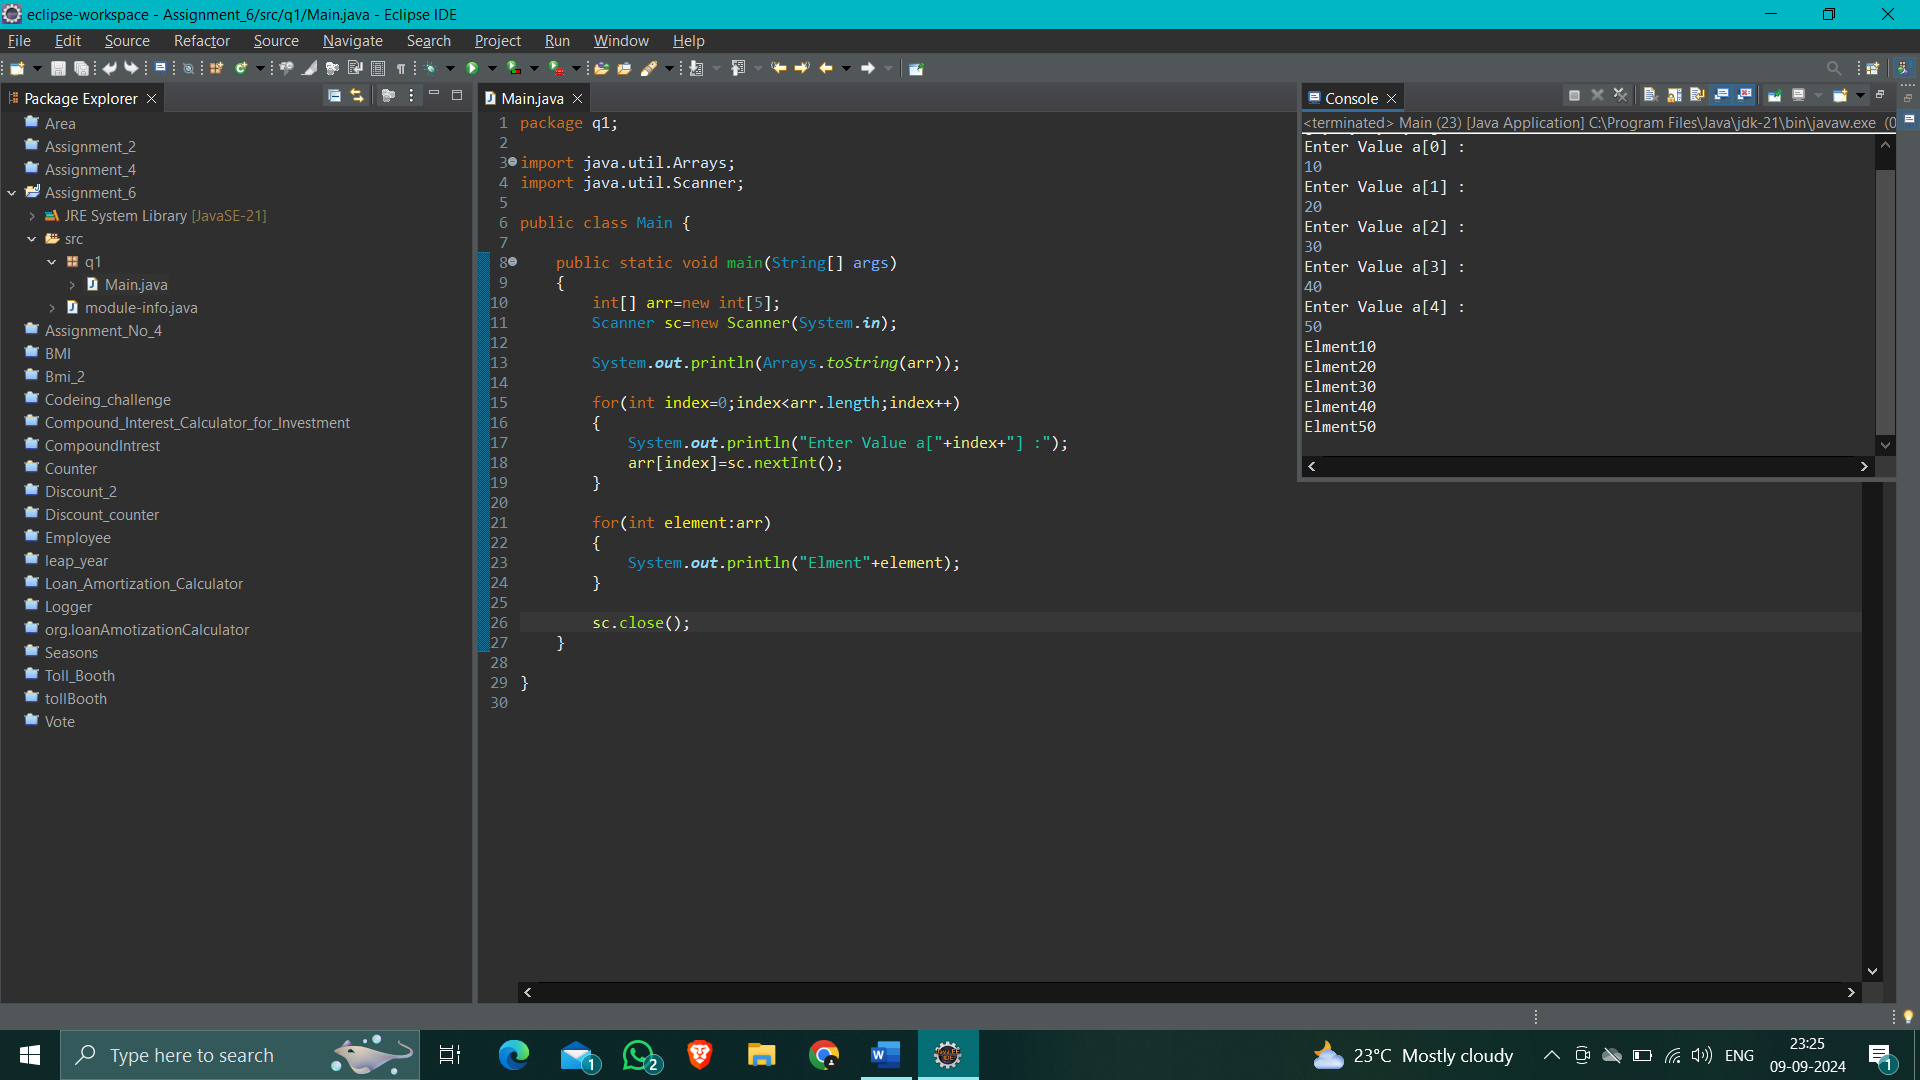 eclipse-workspace - Assignment_6/src/q1/Main.java - Eclipse IDE
File Edit Source Refactor Source Navigate Search Project Run Window Help
Package Explorer
Area
Assignment_2
Assignment_4
Assignment_6
JRE System Library [JavaSE-21]
src
q1
Main.java
module-info.java
Assignment_No_4
BMI
Bmi_2
Codeing_challenge
Compound_Interest_Calculator_for_Investment
CompoundIntrest
Counter
Discount_2
Discount_counter
Employee
leap_year
Loan_Amortization_Calculator
Logger
org.loanAmotizationCalculator
Seasons
Toll_Booth
tollBooth
Vote
Main.java
1 package q1;
2
3 import java.util.Arrays;
4 import java.util.Scanner;
5
6 public class Main {
7
8 public static void main(String[] args)
9 {
10 int[] arr=new int[5];
11 Scanner sc=new Scanner(System.in);
12
13 System.out.println(Arrays.toString(arr));
14
15 for(int index=0;index<arr.length;index++)
16 {
17 System.out.println("Enter Value a["+index+"] :");
18 arr[index]=sc.nextInt();
19 }
20
21 for(int element:arr)
22 {
23 System.out.println("Elment"+element);
24 }
25
26 sc.close();
27 }
28
29 }
30
Console
<terminated> Main (23) [Java Application] C:\Program Files\Java\jdk-21\bin\javaw.exe (0
Enter Value a[0] :
10
Enter Value a[1] :
20
Enter Value a[2] :
30
Enter Value a[3] :
40
Enter Value a[4] :
50
Elment10
Elment20
Elment30
Elment40
Elment50
Type here to search
1
2
23°C Mostly cloudy
ENG
23:25
09-09-2024
1